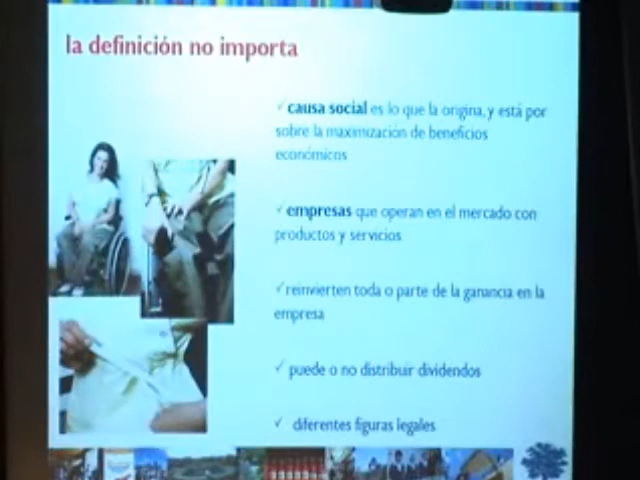 la definición no importa
✓ causa social es lo que la origina, y está por
sobre la maximización de beneficios
económicos
✓ empresas que operan en el mercado con
productos y servicios
✓ reinvierten toda o parte de la ganancia en la
empresa
✓ puede o no distribuir dividendos
✓ diferentes figuras legales